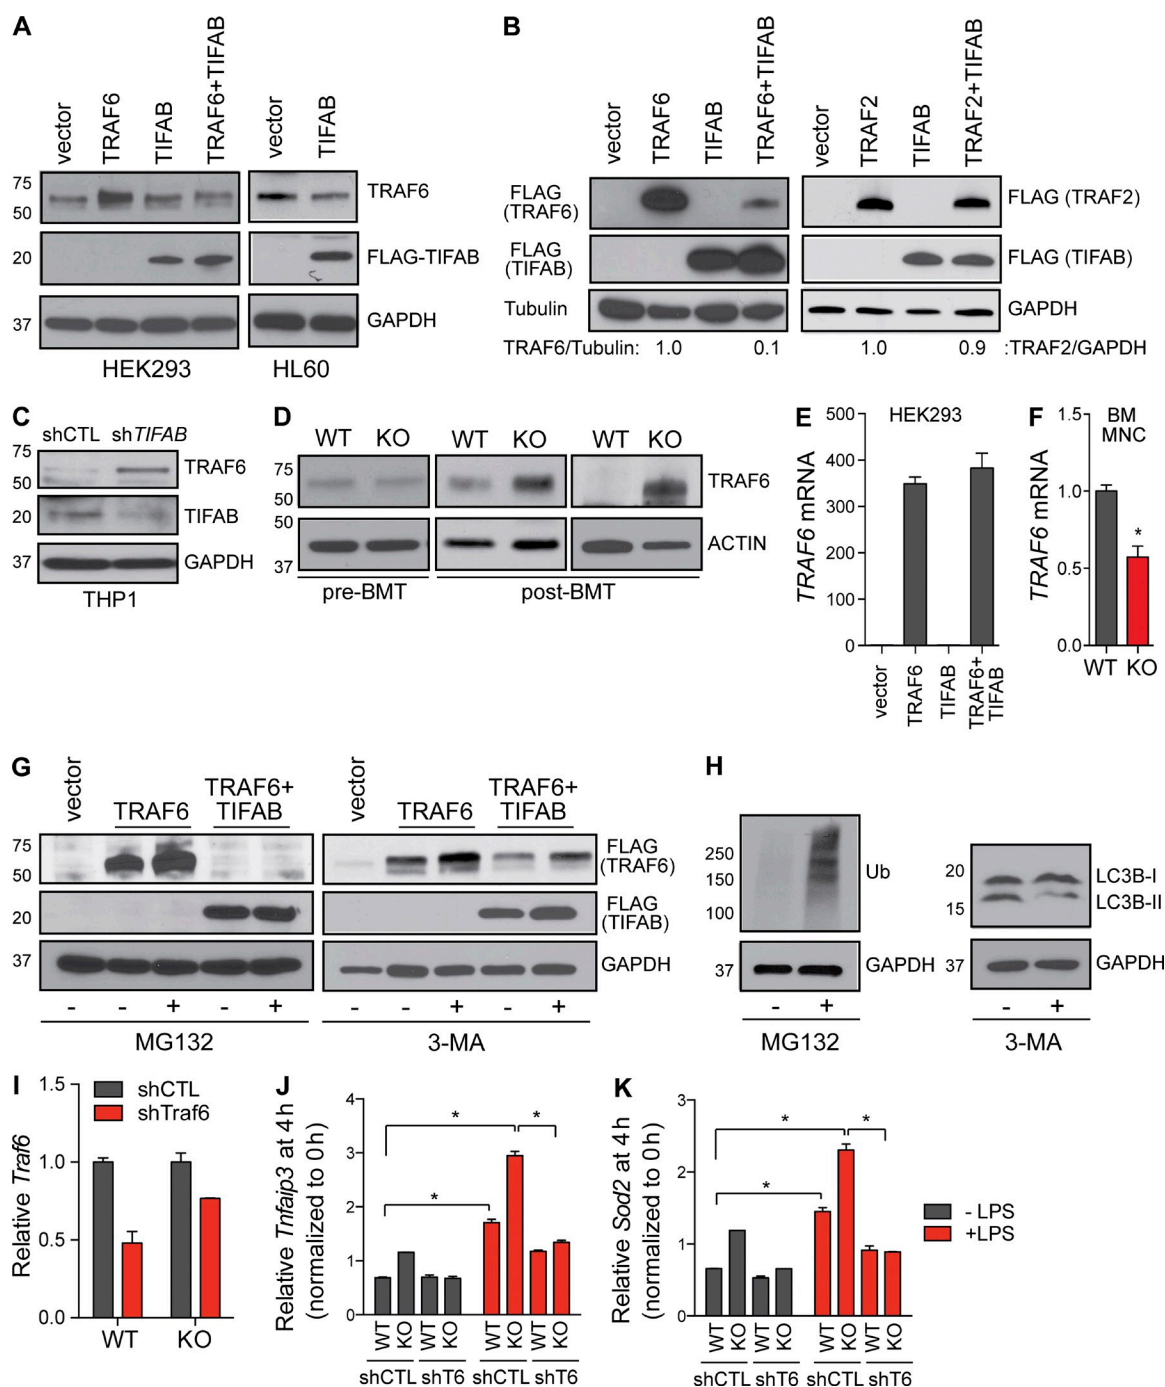 A
vector
TRAF6
TIFAB
TRAF6+TIFAB
vector
TIFAB
75
50
TRAF6
20
FLAG-TIFAB
37
GAPDH
HEK293
HL60
B
vector
TRAF6
TIFAB
TRAF6+TIFAB
vector
TRAF2
TIFAB
TRAF2+TIFAB
FLAG
(TRAF6)
FLAG (TRAF2)
FLAG
(TIFAB)
FLAG (TIFAB)
Tubulin
GAPDH
TRAF6/Tubulin: 1.0 0.1 1.0 0.9 :TRAF2/GAPDH
C
shCTL shTIFAB
75
50
TRAF6
20
TIFAB
37
GAPDH
THP1
D
WT KO WT KO WT KO
75
50
TRAF6
50
37
ACTIN
pre-BMT
post-BMT
E
HEK293
TRAF6 mRNA
500
400
300
200
100
0
vector
TRAF6
TIFAB
TRAF6+
TIFAB
F
BM
MNC
TRAF6 mRNA
1.5
1.0
0.5
0.0
*
WT KO
G
vector
TRAF6
TRAF6+
TIFAB
vector
TRAF6
TRAF6+
TIFAB
75
50
FLAG
(TRAF6)
20
FLAG
(TIFAB)
37
GAPDH
- - + - + - - + - +
MG132
3-MA
H
250
150
100
Ub
37
GAPDH
- +
MG132
20
15
LC3B-I
LC3B-II
37
GAPDH
- +
3-MA
I
Relative Traf6
1.5
1.0
0.5
0.0
shCTL
shTraf6
WT KO
J
Relative Tnfaip3 at 4h
(normalized to 0h)
4
3
2
1
0
* *
*
WT KO WT KO WT KO WT KO
shCTL shT6 shCTL shT6
K
Relative Sod2 at 4h
(normalized to 0h)
3
2
1
0
* *
*
WT KO WT KO WT KO WT KO
shCTL shT6 shCTL shT6
- LPS
+LPS